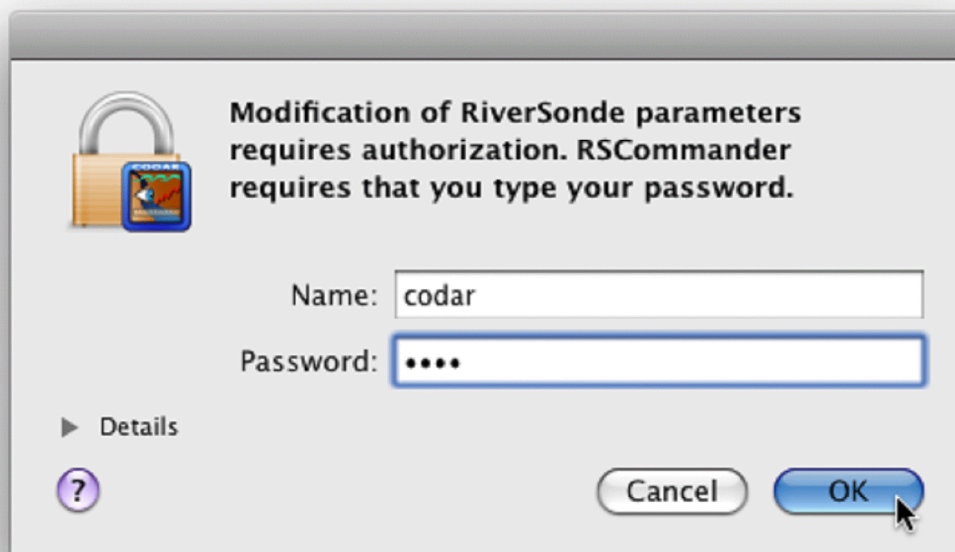 CODAR
Modification of RiverSonde parameters
requires authorization. RSCommander
requires that you type your password.
Name: codar
Password: ••••
Details
?
Cancel OK